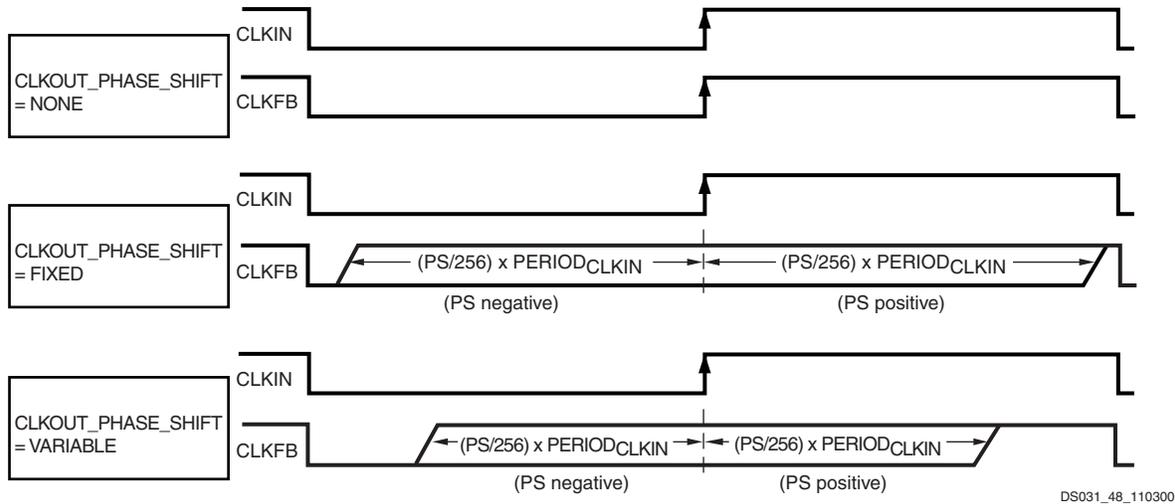 CLKIN
CLKOUT_PHASE_SHIFT
= NONE
CLKFB
CLKIN
CLKOUT_PHASE_SHIFT
= FIXED
CLKFB
(PS/256) x PERIODCLKIN
(PS/256) x PERIODCLKIN
(PS negative)
(PS positive)
CLKIN
CLKOUT_PHASE_SHIFT
= VARIABLE
CLKFB
(PS/256) x PERIODCLKIN
(PS/256) x PERIODCLKIN
(PS negative)
(PS positive)
DS031_48_110300